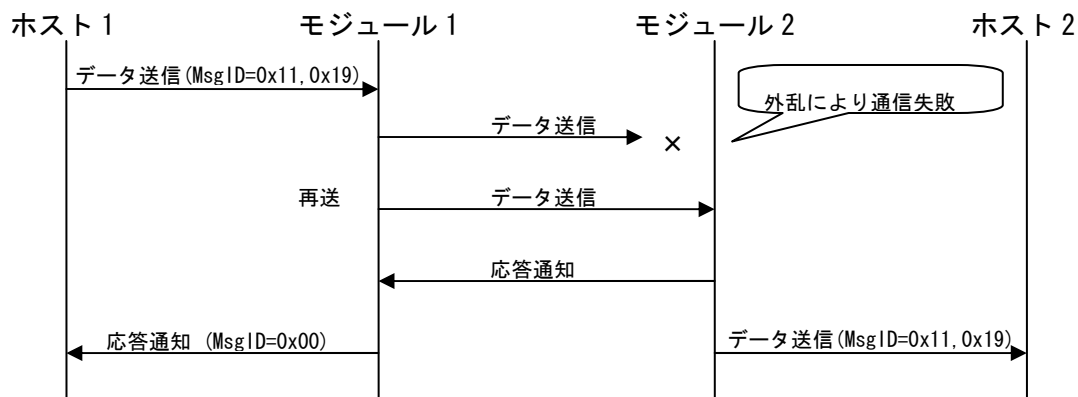 ホスト1 モジュール1 モジュール2 ホスト2
データ送信(MsgID=0x11,0x19)
外乱により通信失敗
データ送信
×
再送 データ送信
応答通知
応答通知 (MsgID=0x00) データ送信(MsgID=0x11,0x19)